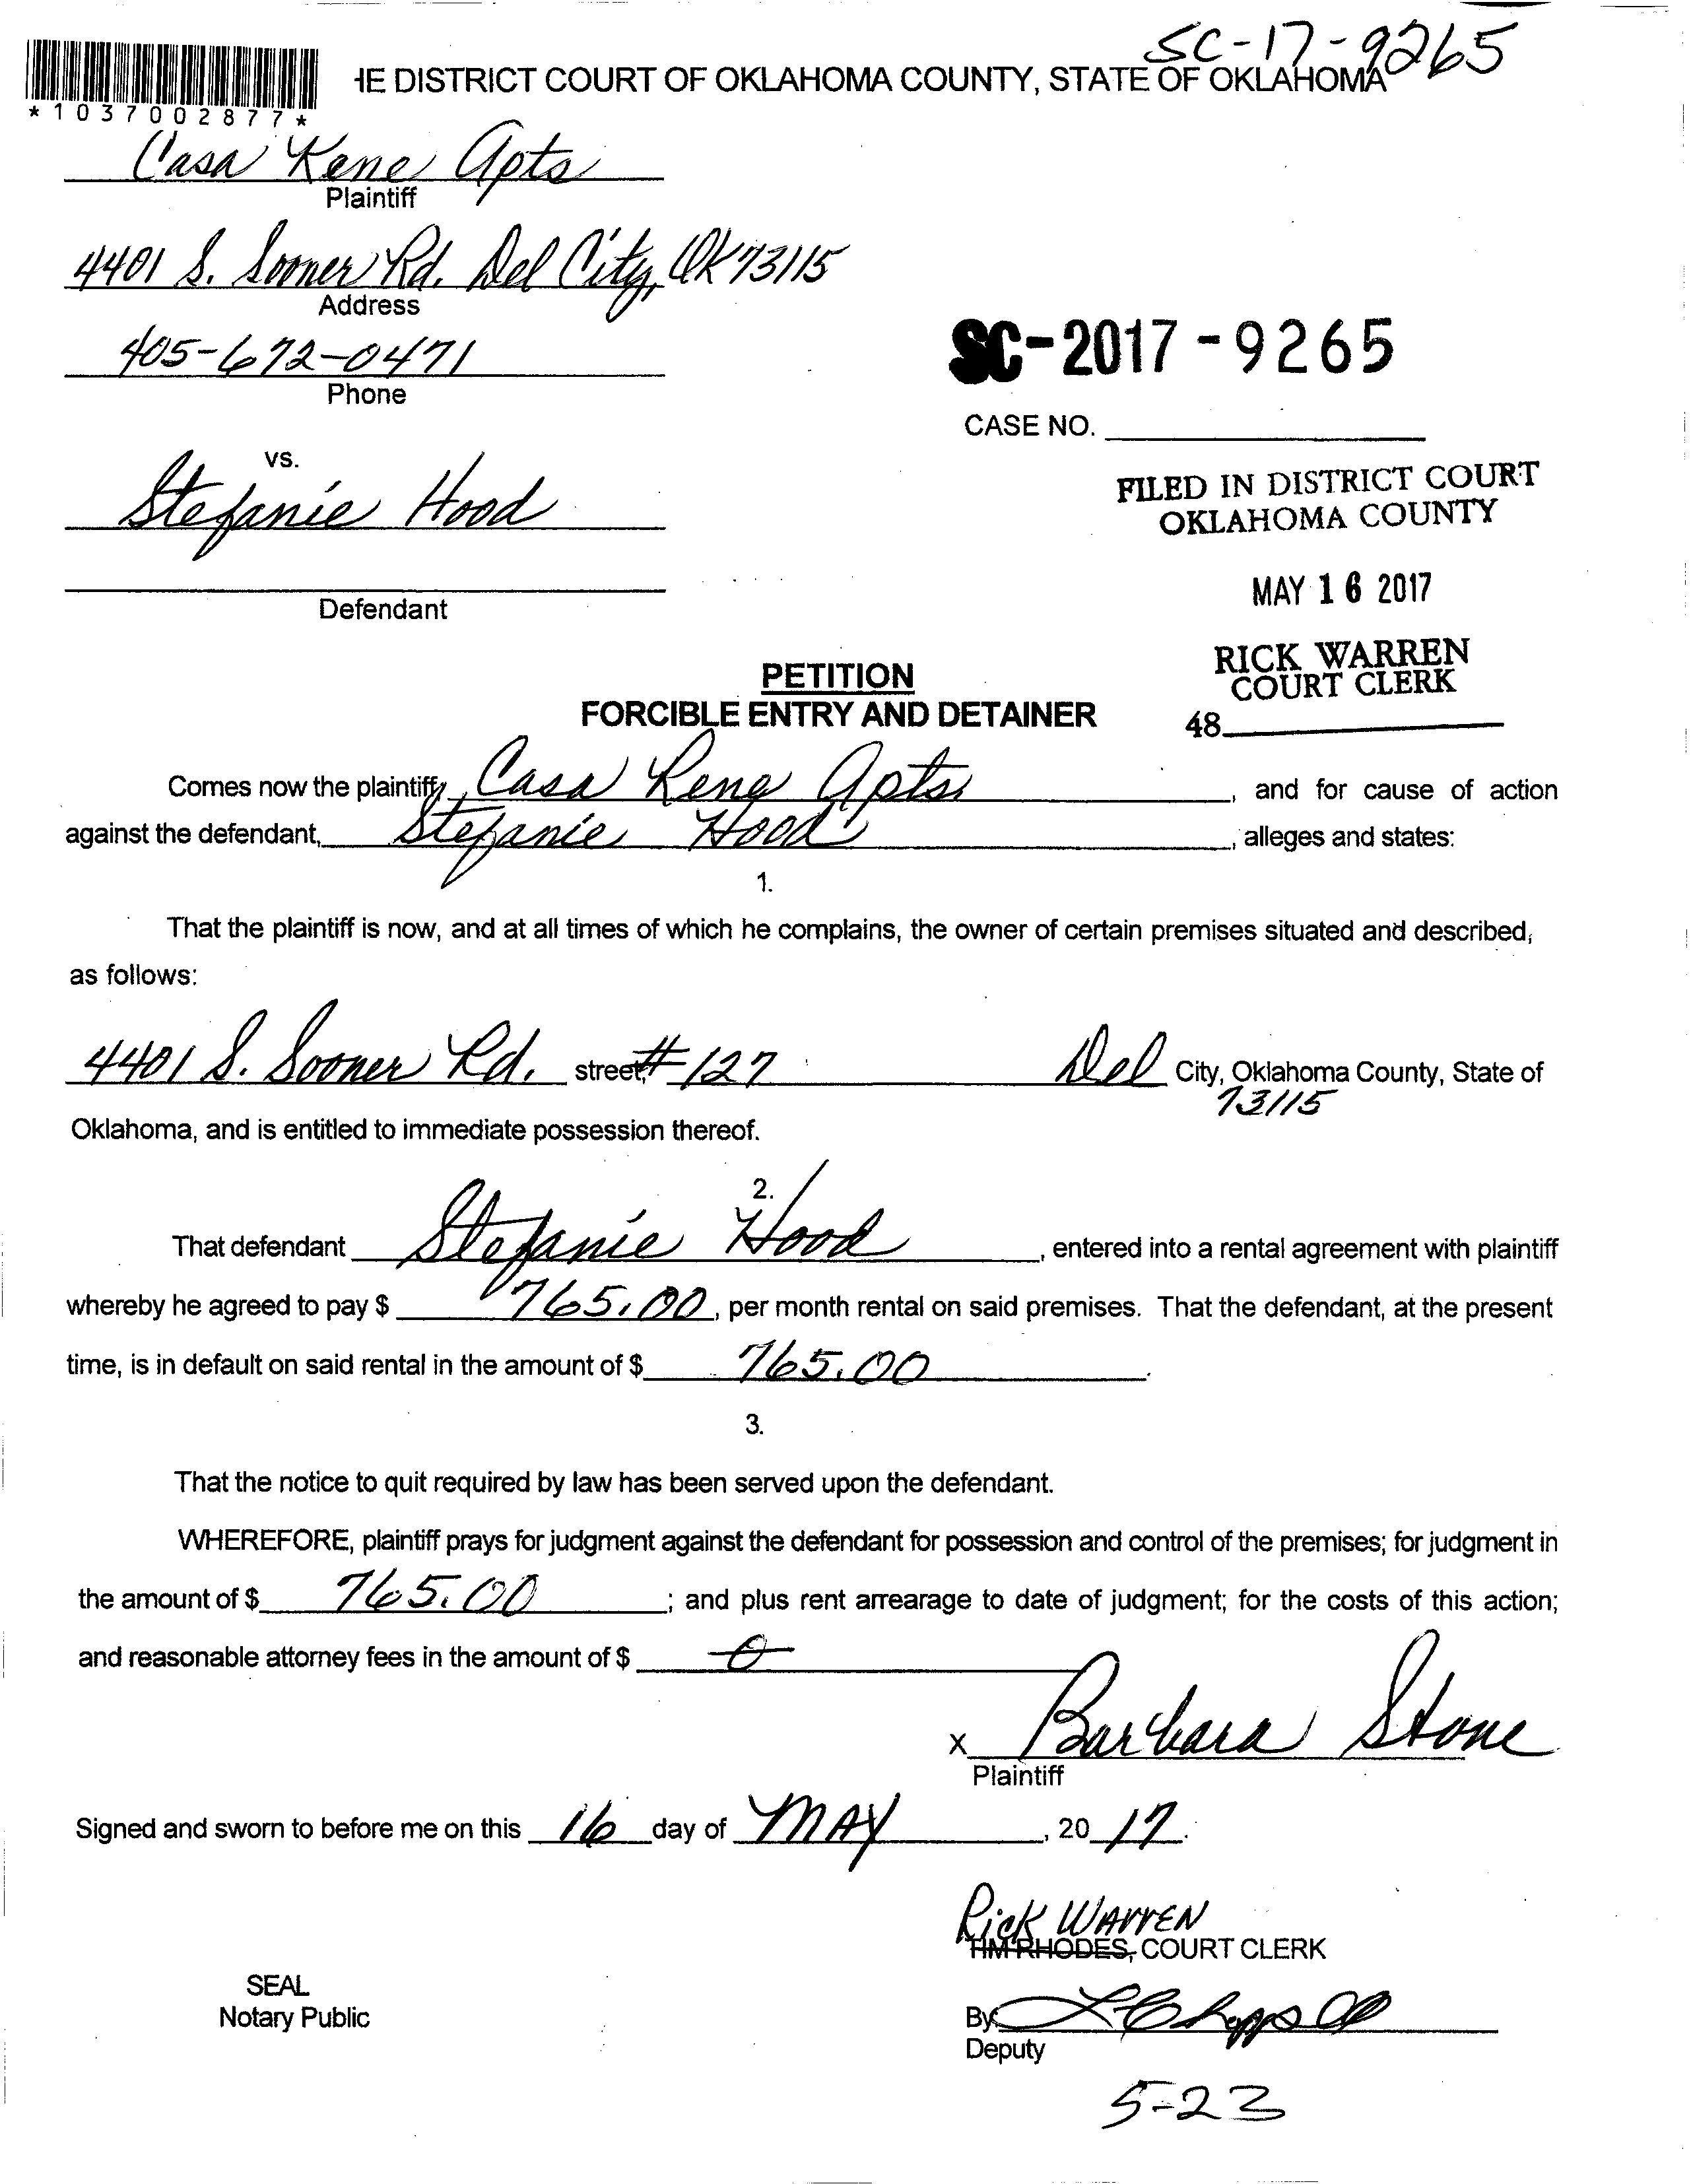 SC-17-9265
IE DISTRICT COURT OF OKLAHOMA COUNTY, STATE OF OKLAHOMA
*1037002877*
Casa Rene Apts
Plaintiff
4401 S. Sooner Rd. Del City, OK 73115
Address
405-672-0471
Phone
SC-2017-9265
CASE NO.
vs.
Stefanie Hood
Defendant
FILED IN DISTRICT COURT
OKLAHOMA COUNTY
MAY 16 2017
RICK WARREN
COURT CLERK
48
PETITION
FORCIBLE ENTRY AND DETAINER
Comes now the plaintiff, Casa Rene Apts, and for cause of action
against the defendant, Stefanie Hood, alleges and states:
1.
That the plaintiff is now, and at all times of which he complains, the owner of certain premises situated and described,
as follows:
4401 S. Sooner Rd. street, #127 Del City, Oklahoma County, State of
73115
Oklahoma, and is entitled to immediate possession thereof.
2.
That defendant Stefanie Hood, entered into a rental agreement with plaintiff
whereby he agreed to pay $ 765.00, per month rental on said premises. That the defendant, at the present
time, is in default on said rental in the amount of $ 765.00.
3.
That the notice to quit required by law has been served upon the defendant.
WHEREFORE, plaintiff prays for judgment against the defendant for possession and control of the premises; for judgment in
the amount of $ 765.00; and plus rent arrearage to date of judgment; for the costs of this action;
and reasonable attorney fees in the amount of $ 0
x Barbara Stone
Plaintiff
Signed and sworn to before me on this 16 day of MAY, 2017.
Rick WARREN
TIM RHODES, COURT CLERK
SEAL
Notary Public
By
Deputy
5-23